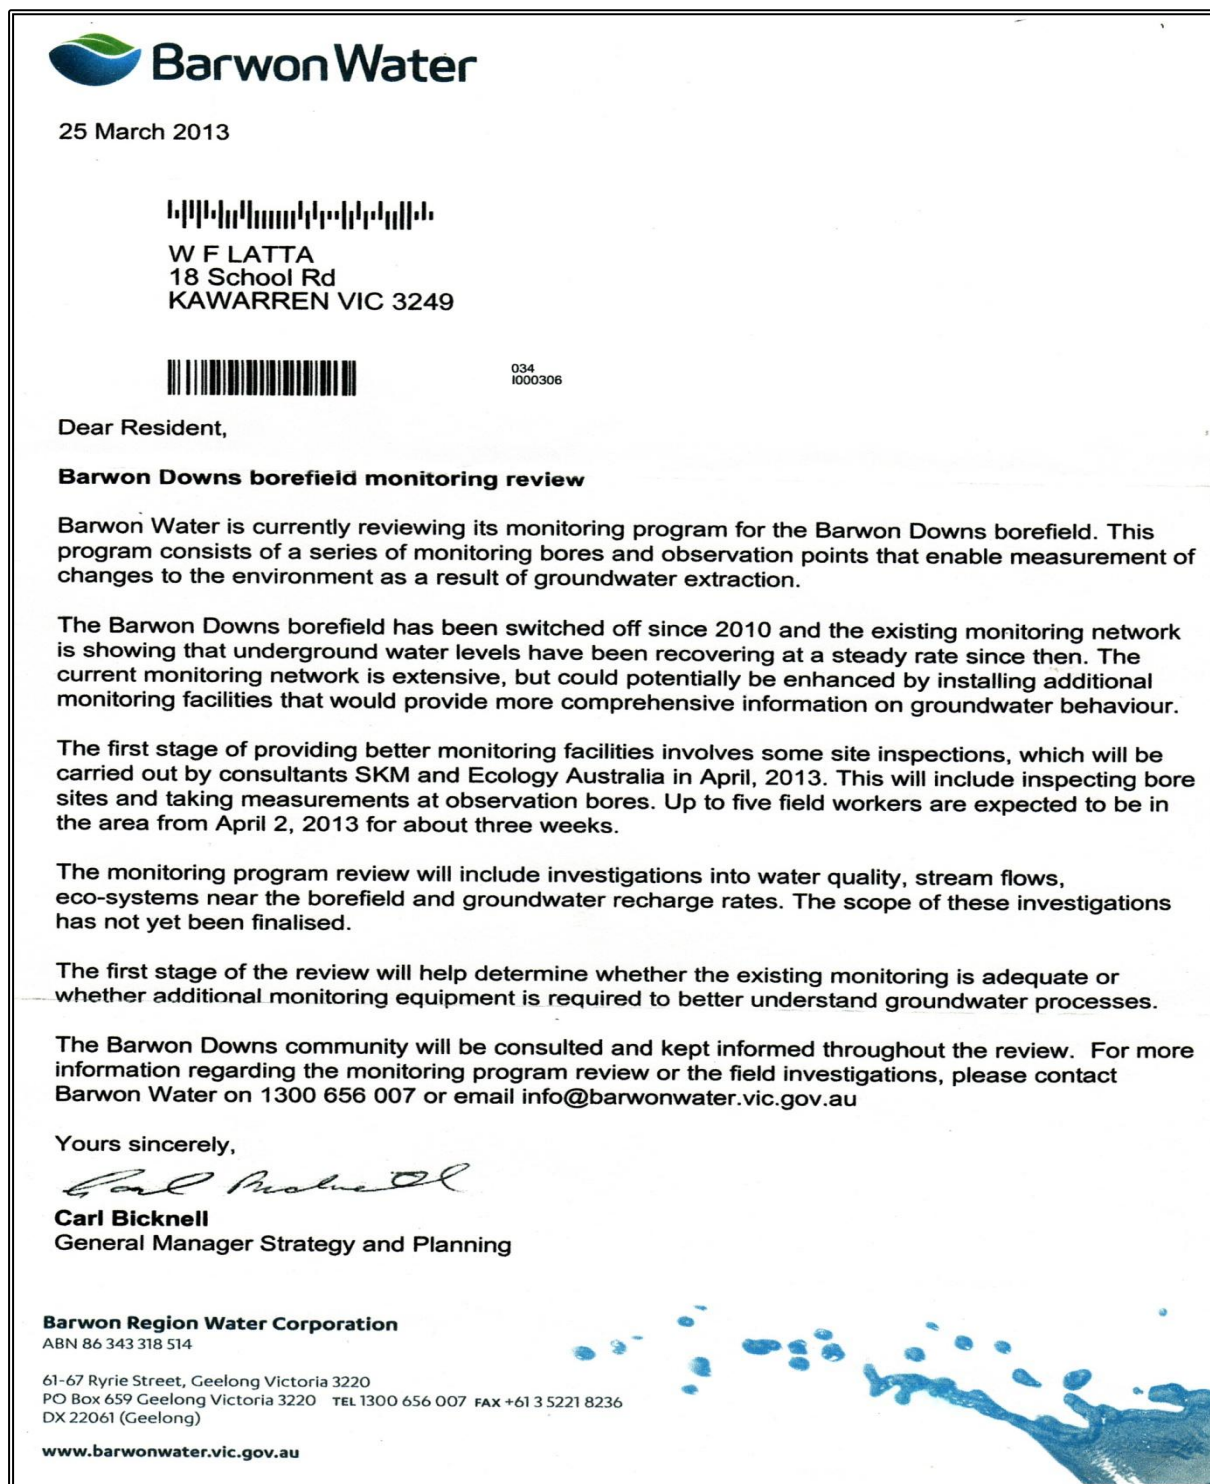 Barwon Water
25 March 2013
W F LATTA
18 School Rd
KAWARREN VIC 3249
034
I000306
Dear Resident,
Barwon Downs borefield monitoring review
Barwon Water is currently reviewing its monitoring program for the Barwon Downs borefield. This
program consists of a series of monitoring bores and observation points that enable measurement of
changes to the environment as a result of groundwater extraction.
The Barwon Downs borefield has been switched off since 2010 and the existing monitoring network
is showing that underground water levels have been recovering at a steady rate since then. The
current monitoring network is extensive, but could potentially be enhanced by installing additional
monitoring facilities that would provide more comprehensive information on groundwater behaviour.
The first stage of providing better monitoring facilities involves some site inspections, which will be
carried out by consultants SKM and Ecology Australia in April, 2013. This will include inspecting bore
sites and taking measurements at observation bores. Up to five field workers are expected to be in
the area from April 2, 2013 for about three weeks.
The monitoring program review will include investigations into water quality, stream flows,
eco-systems near the borefield and groundwater recharge rates. The scope of these investigations
has not yet been finalised.
The first stage of the review will help determine whether the existing monitoring is adequate or
whether additional monitoring equipment is required to better understand groundwater processes.
The Barwon Downs community will be consulted and kept informed throughout the review. For more
information regarding the monitoring program review or the field investigations, please contact
Barwon Water on 1300 656 007 or email info@barwonwater.vic.gov.au
Yours sincerely,
Carl Bicknell
Carl Bicknell
General Manager Strategy and Planning
Barwon Region Water Corporation
ABN 86 343 318 514
61-67 Ryrie Street, Geelong Victoria 3220
PO Box 659 Geelong Victoria 3220 TEL 1300 656 007 FAX +61 3 5221 8236
DX 22061 (Geelong)
www.barwonwater.vic.gov.au